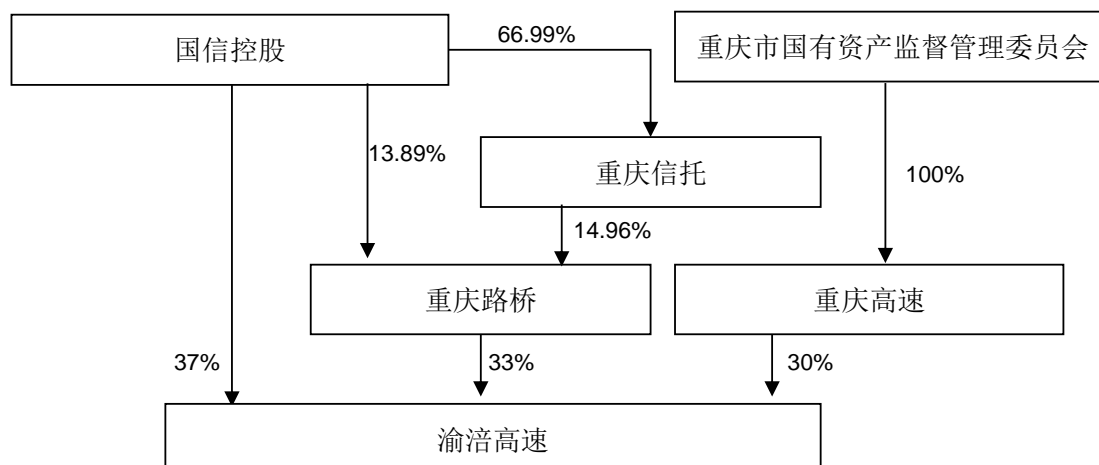 国信控股
66.99%
重庆市国有资产监督管理委员会
13.89%
重庆信托
100%
14.96%
重庆路桥
重庆高速
37%
33%
30%
渝涪高速